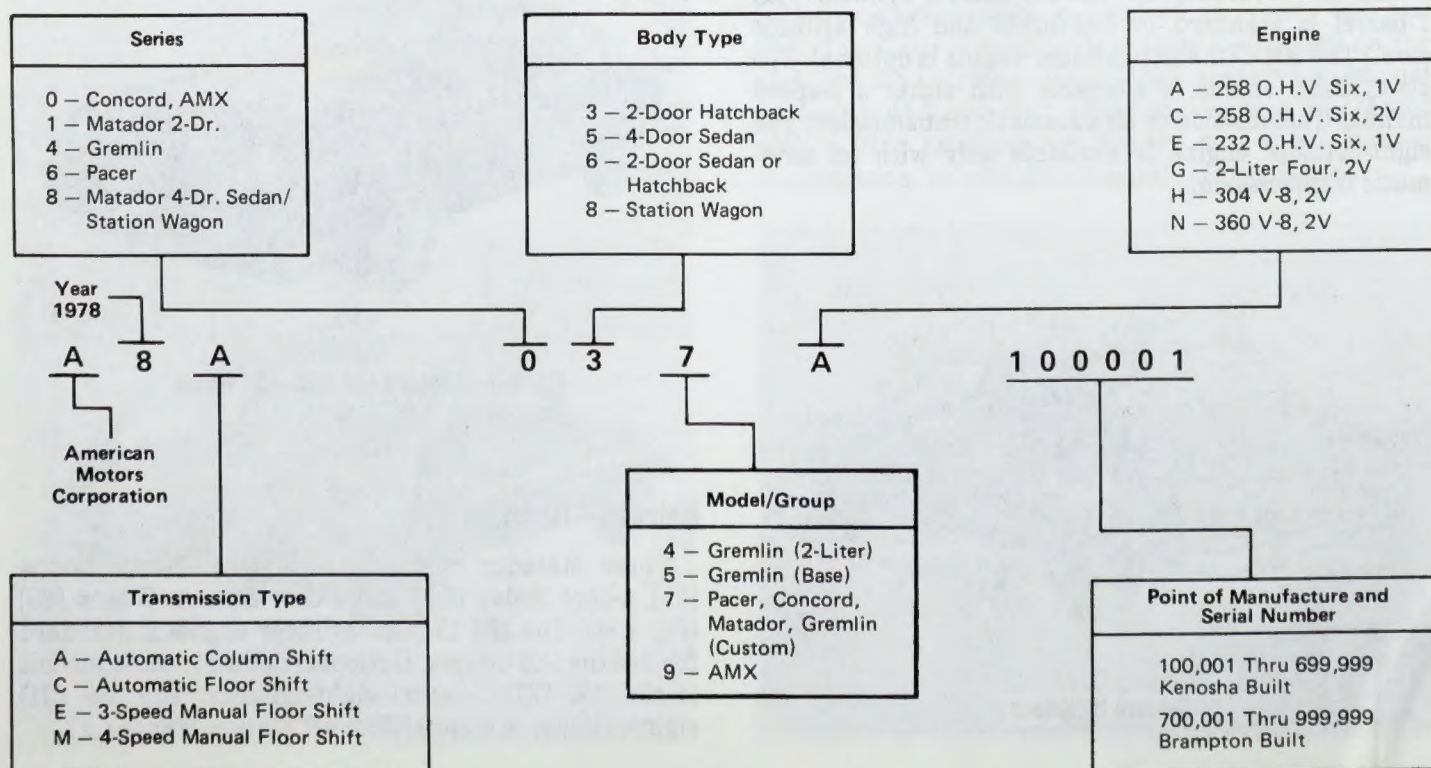 Series
0 — Concord, AMX
1 — Matador 2-Dr.
4 — Gremlin
6 — Pacer
8 — Matador 4-Dr. Sedan/
Station Wagon
Body Type
3 — 2-Door Hatchback
5 — 4-Door Sedan
6 — 2-Door Sedan or
Hatchback
8 — Station Wagon
Engine
A — 258 O.H.V. Six, 1V
C — 258 O.H.V. Six, 2V
E — 232 O.H.V. Six, 1V
G — 2-Liter Four, 2V
H — 304 V-8, 2V
N — 360 V-8, 2V
Year
1978
A 8 A 0 3 7 A 100001
American
Motors
Corporation
Transmission Type
A — Automatic Column Shift
C — Automatic Floor Shift
E — 3-Speed Manual Floor Shift
M — 4-Speed Manual Floor Shift
Model/Group
4 — Gremlin (2-Liter)
5 — Gremlin (Base)
7 — Pacer, Concord,
Matador, Gremlin
(Custom)
9 — AMX
Point of Manufacture and
Serial Number
100,001 Thru 699,999
Kenosha Built
700,001 Thru 999,999
Brampton Built